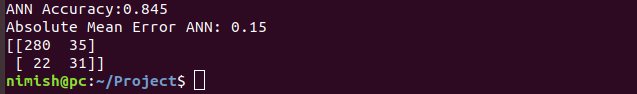 ANN Accuracy:0.845
Absolute Mean Error ANN: 0.15
[[280  35]
 [ 22  31]]
nimish@pc:~/Project$